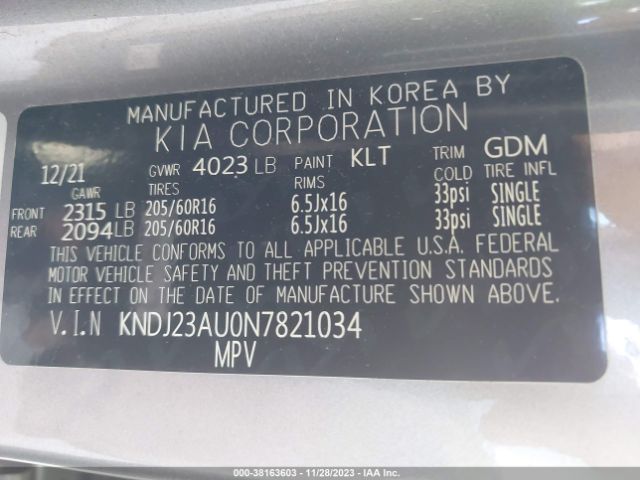 MANUFACTURED IN KOREA BY
KIA CORPORATION
12/21 GVWR 4023 LB PAINT KLT TRIM GDM
GAWR TIRES RIMS COLD TIRE INFL
FRONT 2315 LB 205/60R16 6.5Jx16 33psi SINGLE
REAR 2094 LB 205/60R16 6.5Jx16 33psi SINGLE
THIS VEHICLE CONFORMS TO ALL APPLICABLE U.S.A. FEDERAL
MOTOR VEHICLE SAFETY AND THEFT PREVENTION STANDARDS
IN EFFECT ON THE DATE OF MANUFACTURE SHOWN ABOVE.
V.I.N KNDJ23AU0N7821034
MPV
00-38163603 - 11/28/2023 - IAA Inc.